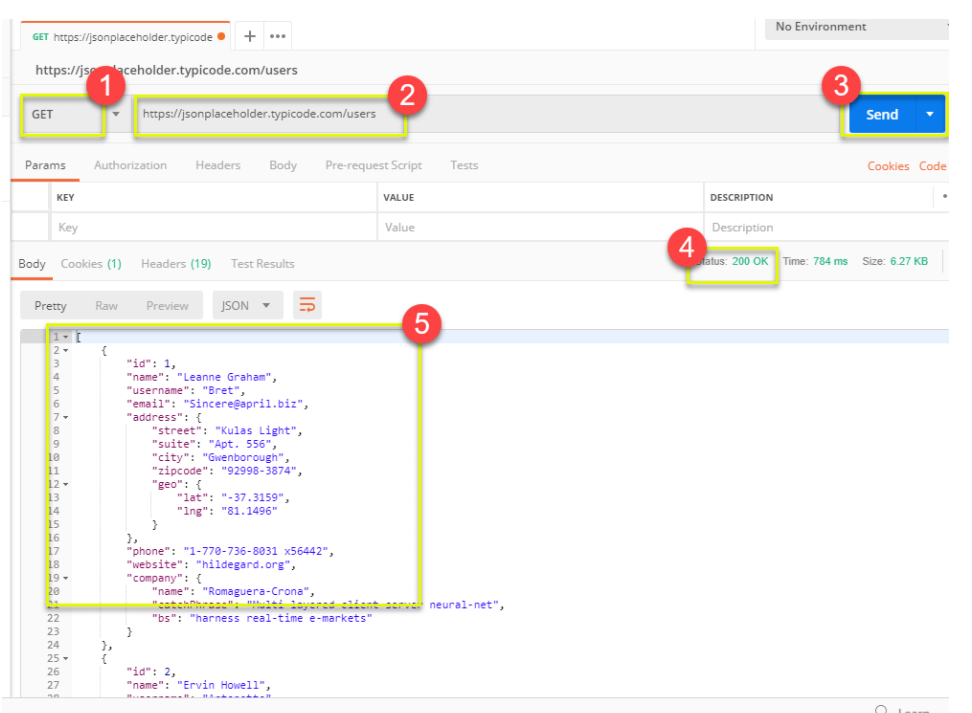 GET https://jsonplaceholder.typicode + ••• No Environment
https://jsonplaceholder.typicode.com/users
1 2 3
GET https://jsonplaceholder.typicode.com/users Send
Params Authorization Headers Body Pre-request Script Tests Cookies Code
KEY VALUE DESCRIPTION
Key Value Description
4
Body Cookies (1) Headers (19) Test Results Status: 200 OK Time: 784 ms Size: 6.27 KB
Pretty Raw Preview JSON
5
1 [
2 {
3 "id": 1,
4 "name": "Leanne Graham",
5 "username": "Bret",
6 "email": "Sincere@april.biz",
7 "address": {
8 "street": "Kulas Light",
9 "suite": "Apt. 556",
10 "city": "Gwenborough",
11 "zipcode": "92998-3874",
12 "geo": {
13 "lat": "-37.3159",
14 "lng": "81.1496"
15 }
16 },
17 "phone": "1-770-736-8031 x56442",
18 "website": "hildegard.org",
19 "company": {
20 "name": "Romaguera-Crona",
21 "catchPhrase": "Multi-layered client-server neural-net",
22 "bs": "harness real-time e-markets"
23 }
24 },
25 {
26 "id": 2,
27 "name": "Ervin Howell",
28 "username": "Antonette"
Learn